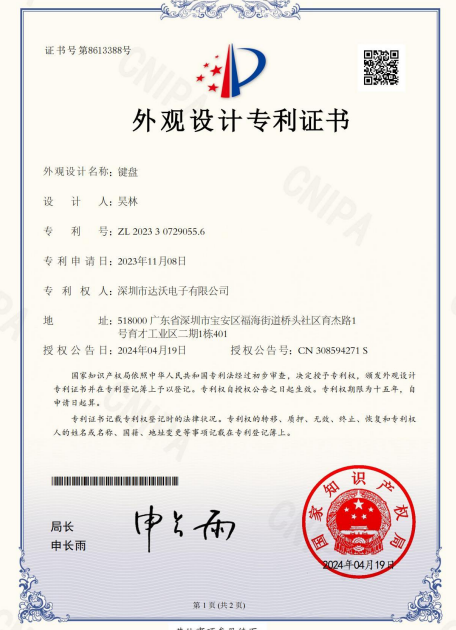 证书号第8613388号
外观设计专利证书
外观设计名称：键盘
设计人：吴林
专利号：ZL 2023 3 0729055.6
专利申请日：2023年11月08日
专利权人：深圳市达沃电子有限公司
地址：518000 广东省深圳市宝安区福海街道桥头社区育杰路1
号育才工业区二期1栋401
授权公告日：2024年04月19日 授权公告号：CN 308594271 S
国家知识产权局依照中华人民共和国专利法经过初步审查，决定授予专利权，颁发外观设计
专利证书并在专利登记簿上予以登记。专利权自授权公告之日起生效。专利权期限为十五年，自
申请日起算。
专利证书记载专利权登记时的法律状况。专利权的转移、质押、无效、终止、恢复和专利权
人的姓名或名称、国籍、地址变更等事项记载在专利登记簿上。
局长
申长雨
申长雨
国家知识产权局
2024年04月19日
第 1 页 (共 2 页)
CNIPA
CNIPA